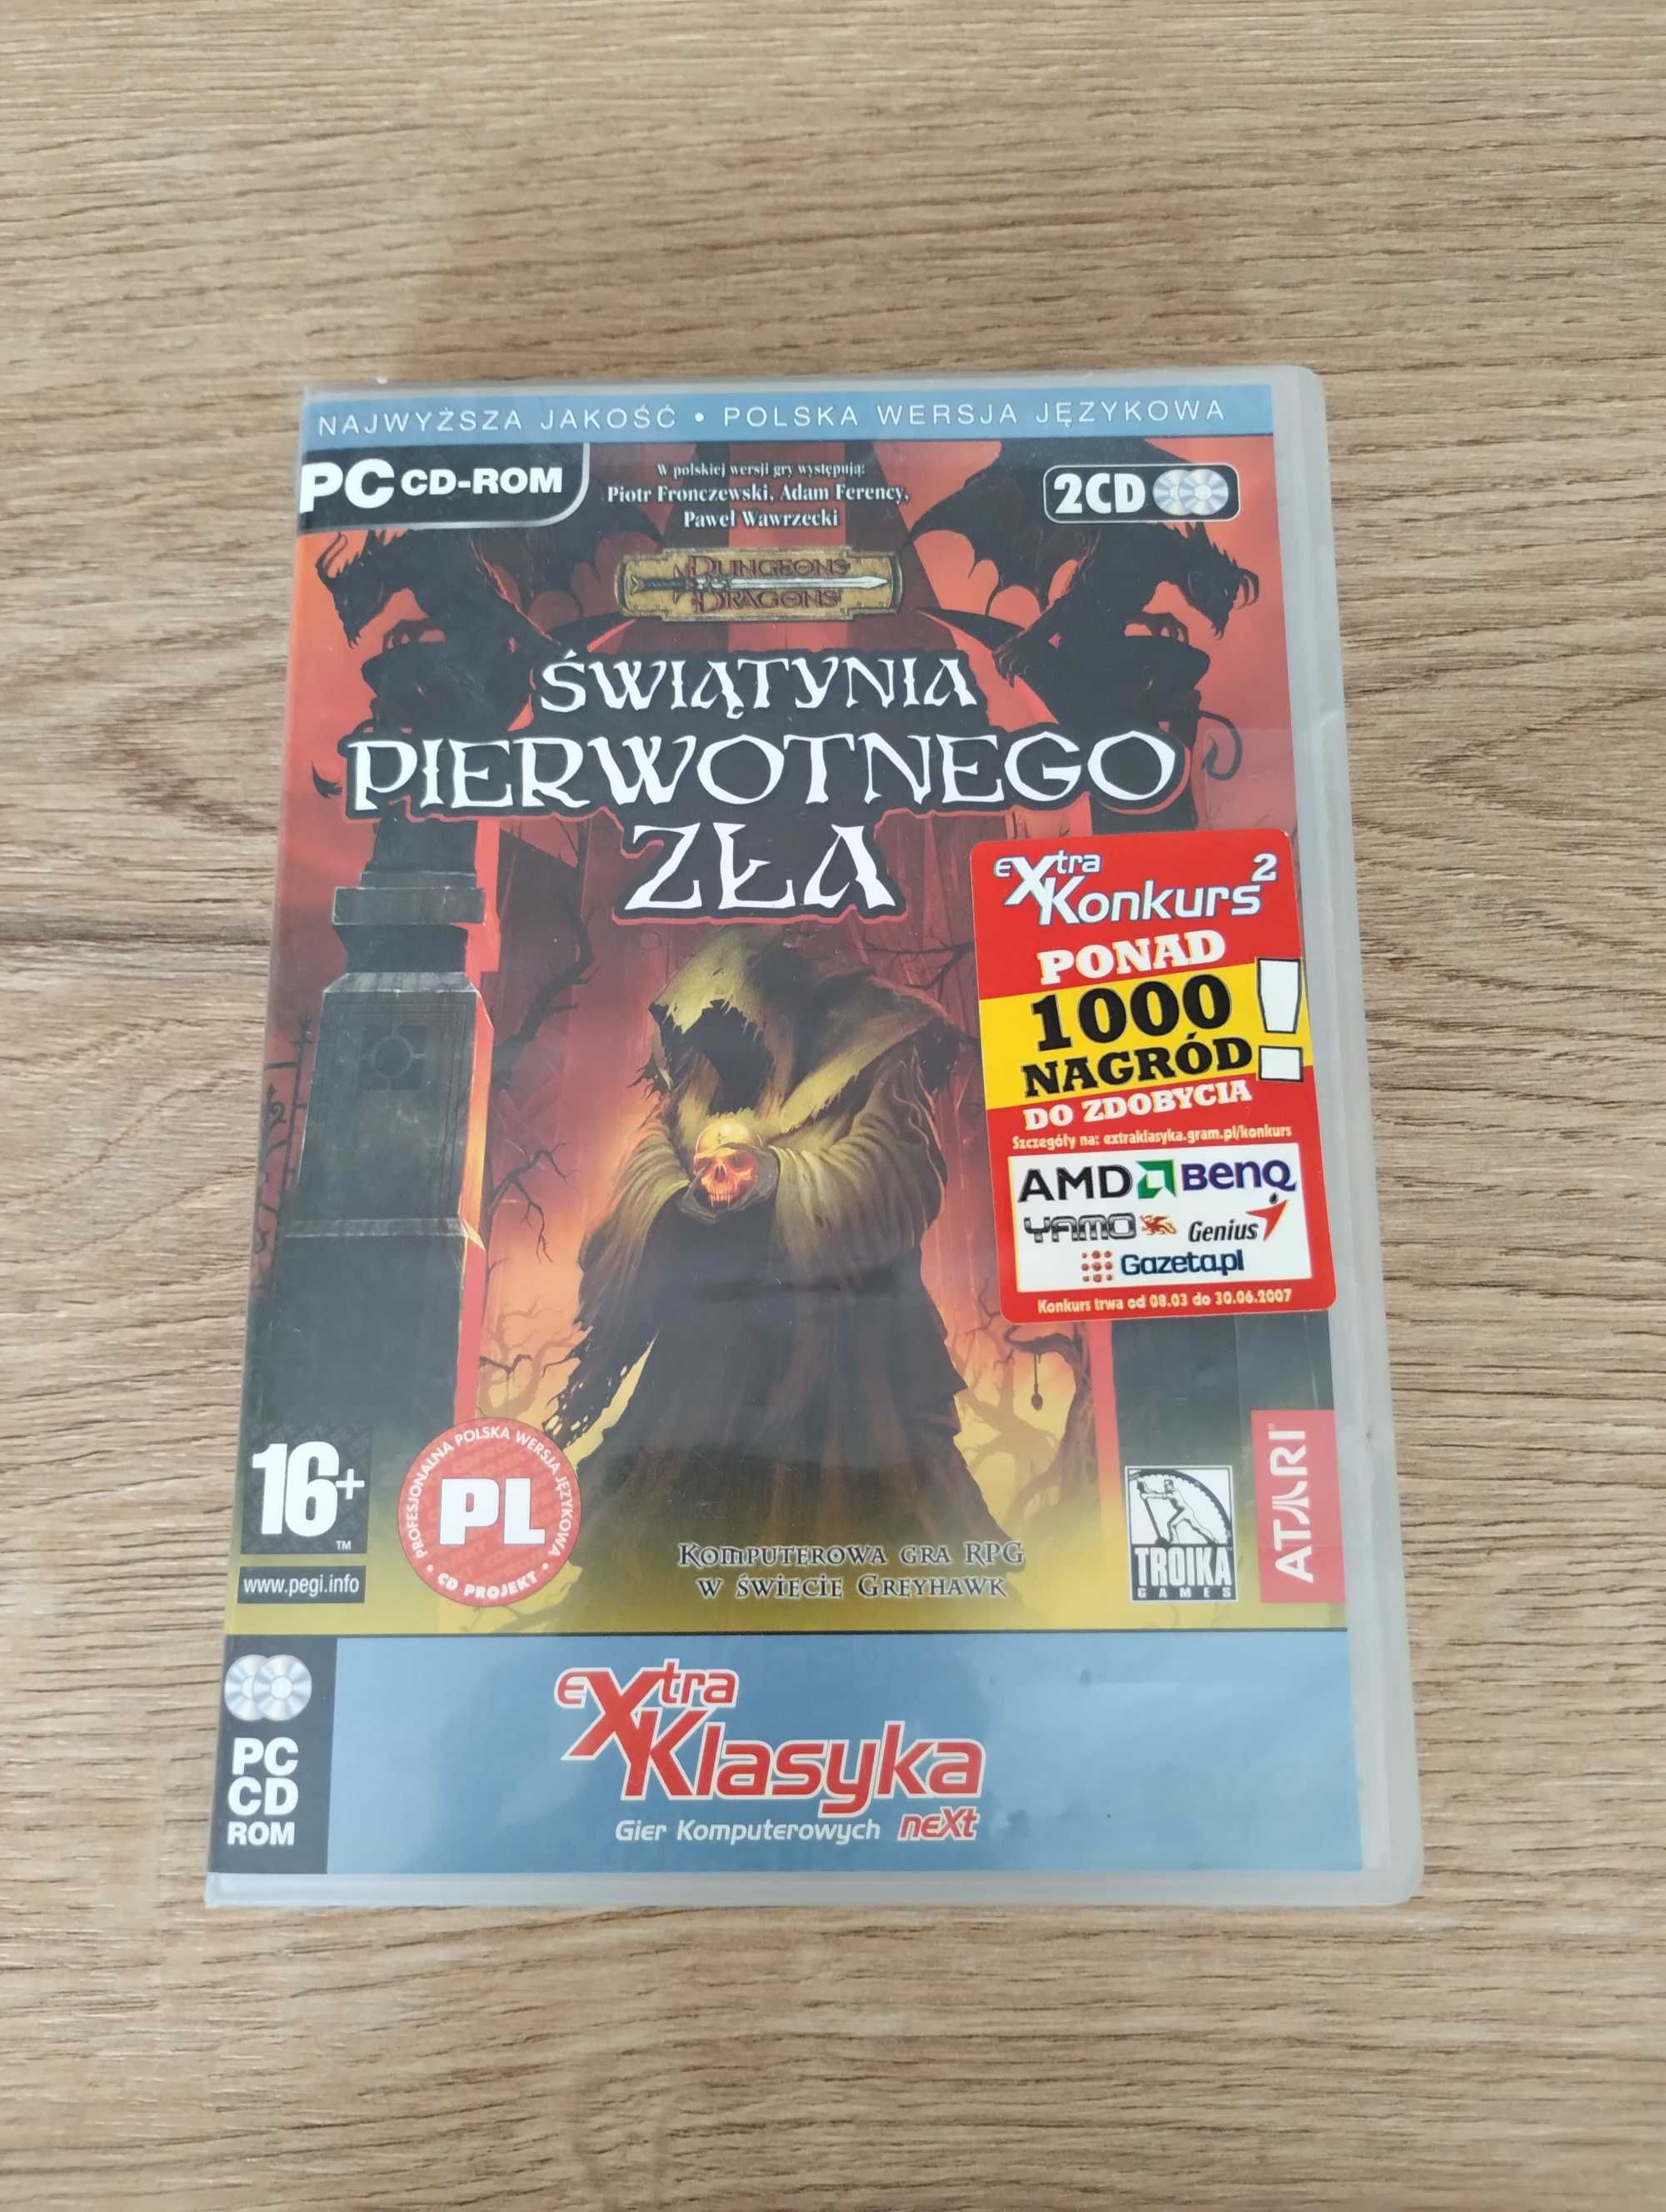 NAJWYŻSZA JAKOŚĆ • POLSKA WERSJA JĘZYKOWA
PC CD-ROM
W polskiej wersji gry występują:
Piotr Fronczewski, Adam Ferency,
Paweł Wawrzecki
2CD
DUNGEONS
DRAGONS
ŚWIĄTYNIA
PIERWOTNEGO
ZŁA
eXtra
Konkurs 2
PONAD
1000
NAGRÓD!
DO ZDOBYCIA
Szczegóły na: extraklasyka.gram.pl/konkurs
AMD BenQ
YAMO Genius
Gazeta.pl
Konkurs trwa od 08.03 do 30.06.2007
16+
TM
www.pegi.info
• PROFESJONALNA POLSKA WERSJA JĘZYKOWA •
PL
CD PROJEKT
KOMPUTEROWA GRA RPG
W ŚWIECIE GREYHAWK
TROIKA
GAMES
ATARI
PC
CD
ROM
eXtra
Klasyka
Gier Komputerowych neXt